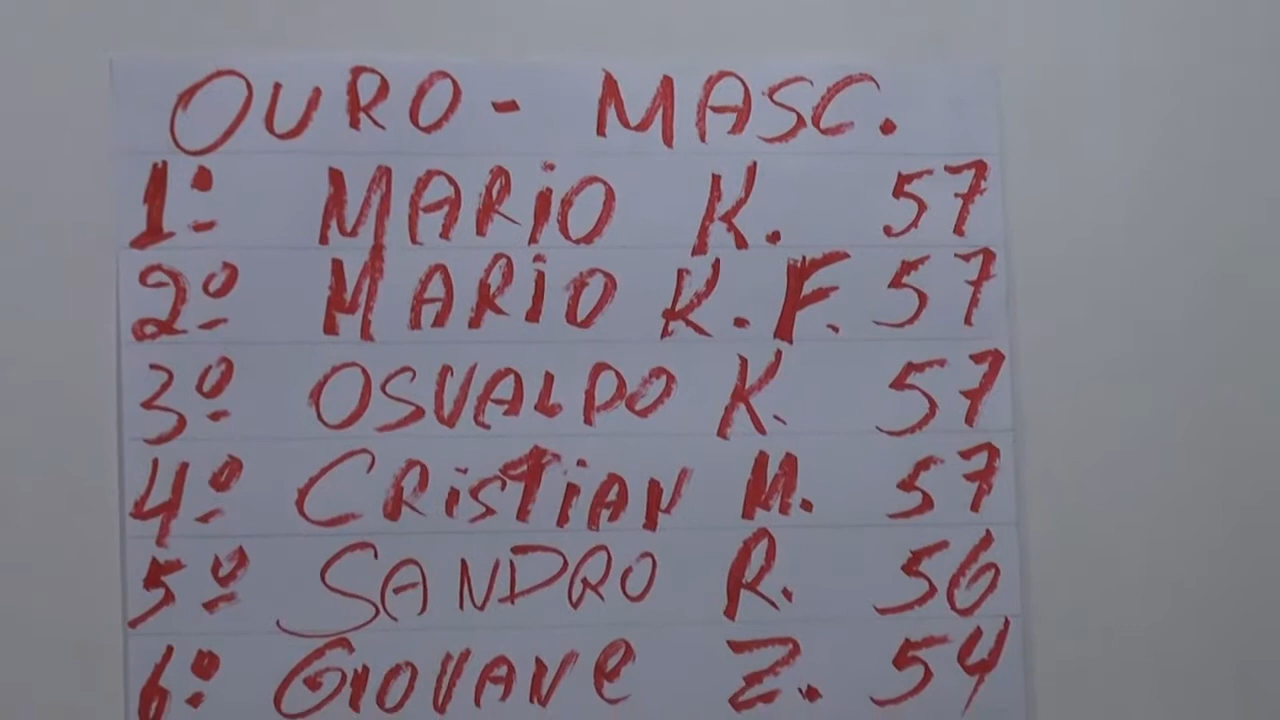 OURO - MASC.
1º MARIO K. 57
2º MARIO K.F. 57
3º OSVALDO K. 57
4º CRISTIAN M. 57
5º SANDRO R. 56
6º GIOVANE Z. 54